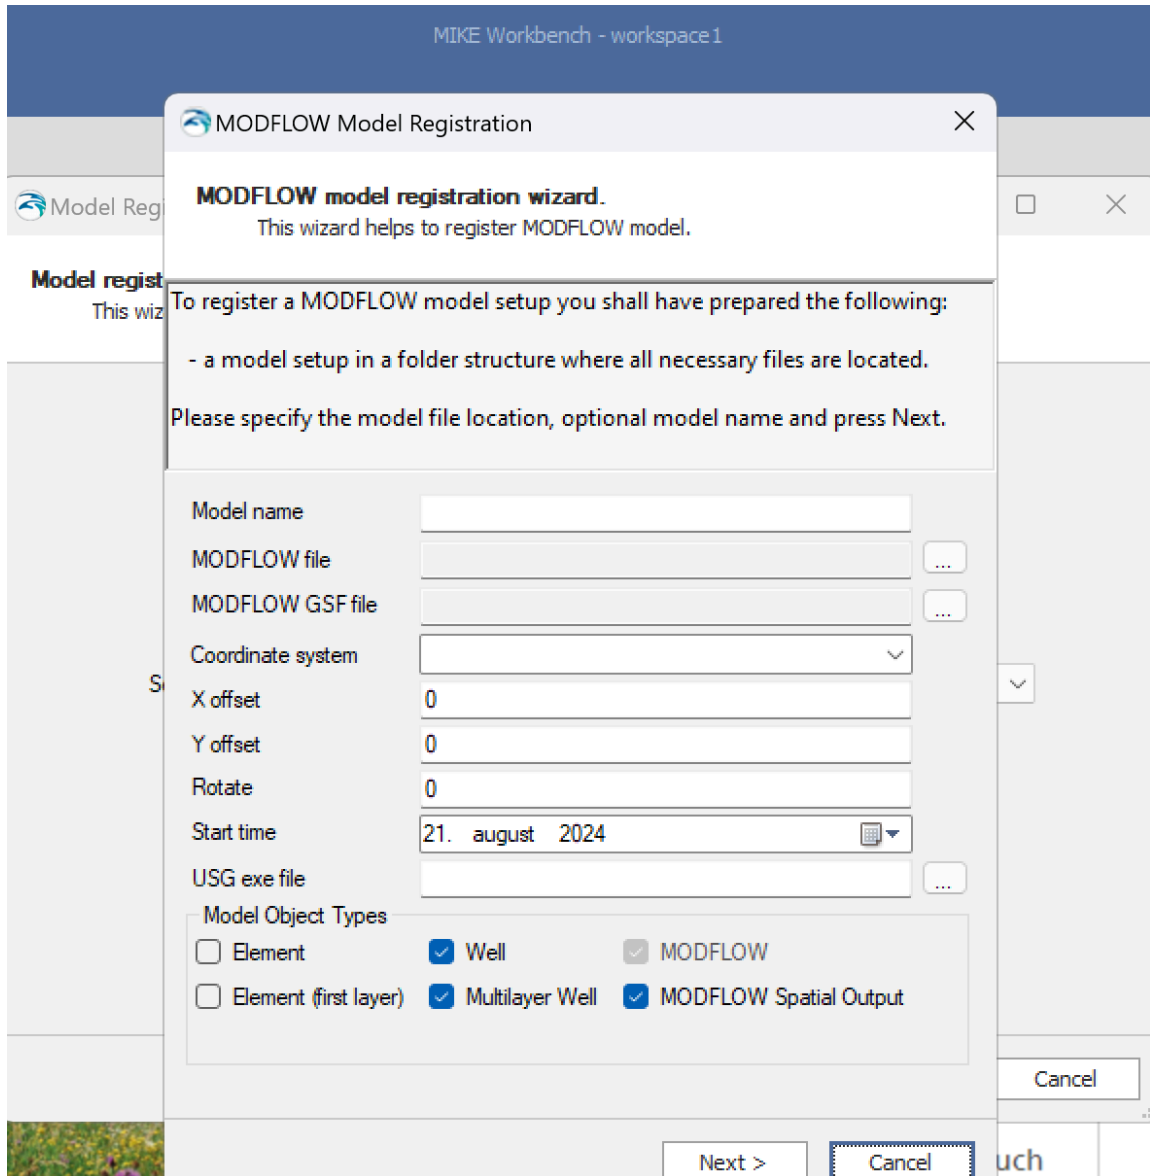 MIKE Workbench - workspace1
MODFLOW Model Registration
MODFLOW model registration wizard.
This wizard helps to register MODFLOW model.
Model Regi
Model regist
This wiz
To register a MODFLOW model setup you shall have prepared the following:
- a model setup in a folder structure where all necessary files are located.
Please specify the model file location, optional model name and press Next.
Model name
MODFLOW file
...
MODFLOW GSF file
...
Coordinate system
X offset 0
Y offset 0
Rotate 0
Start time 21. august 2024
USG exe file
...
Model Object Types
Element Well MODFLOW
Element (first layer) Multilayer Well MODFLOW Spatial Output
Cancel
Next > Cancel
uch